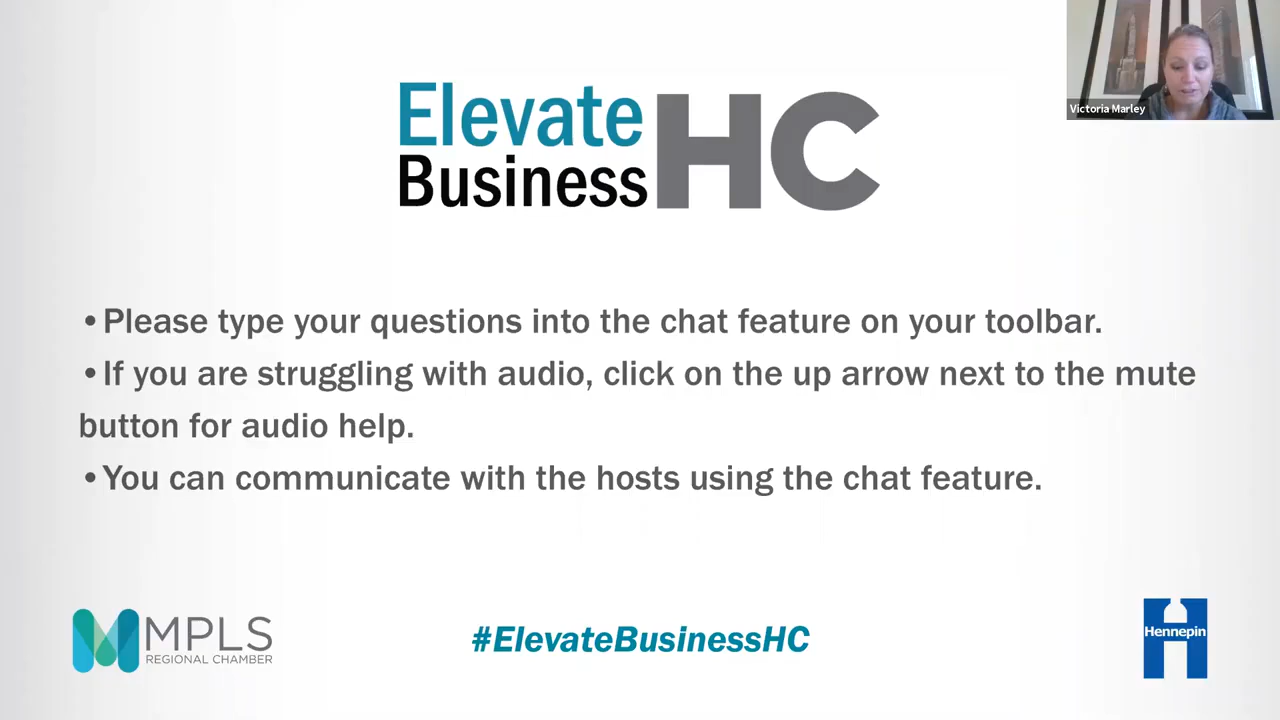 Elevate
Business HC
Victoria Marley
•Please type your questions into the chat feature on your toolbar.
•If you are struggling with audio, click on the up arrow next to the mute
button for audio help.
•You can communicate with the hosts using the chat feature.
MPLS
REGIONAL CHAMBER
#ElevateBusinessHC
Hennepin